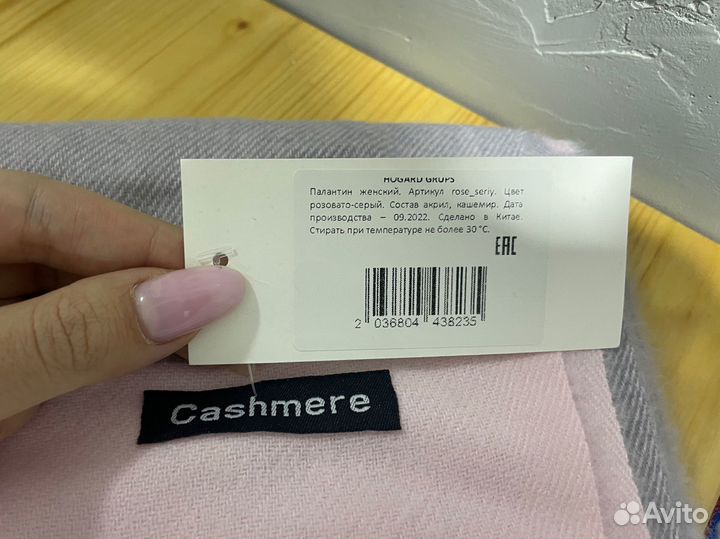 HOGARD GRUPS
Палантин женский. Артикул rose_seriy. Цвет
розовато-серый. Состав акрил, кашемир. Дата
производства – 09.2022. Сделано в Китае.
Стирать при температуре не более 30 °C.
EAC
2 036804 438235
Cashmere
Avito